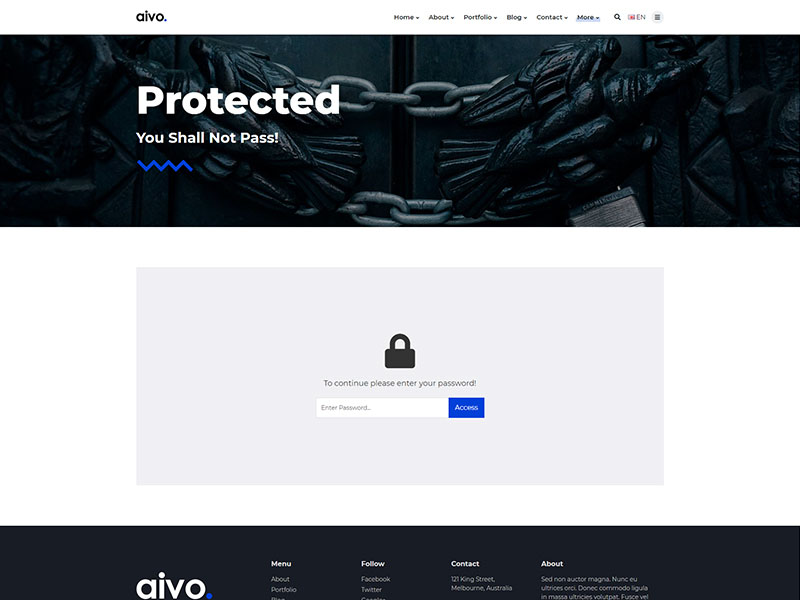 aivo.
Home About Portfolio Blog Contact More EN
Protected
You Shall Not Pass!
To continue please enter your password!
Enter Password... Access
aivo.
Menu
About
Portfolio
Blog
Follow
Facebook
Twitter
Contact
121 King Street,
Melbourne, Australia
About
Sed non auctor magna. Nunc eu
ultrices orci. Donec commodo ligula
in massa ultricies volutpat. Fusce vel